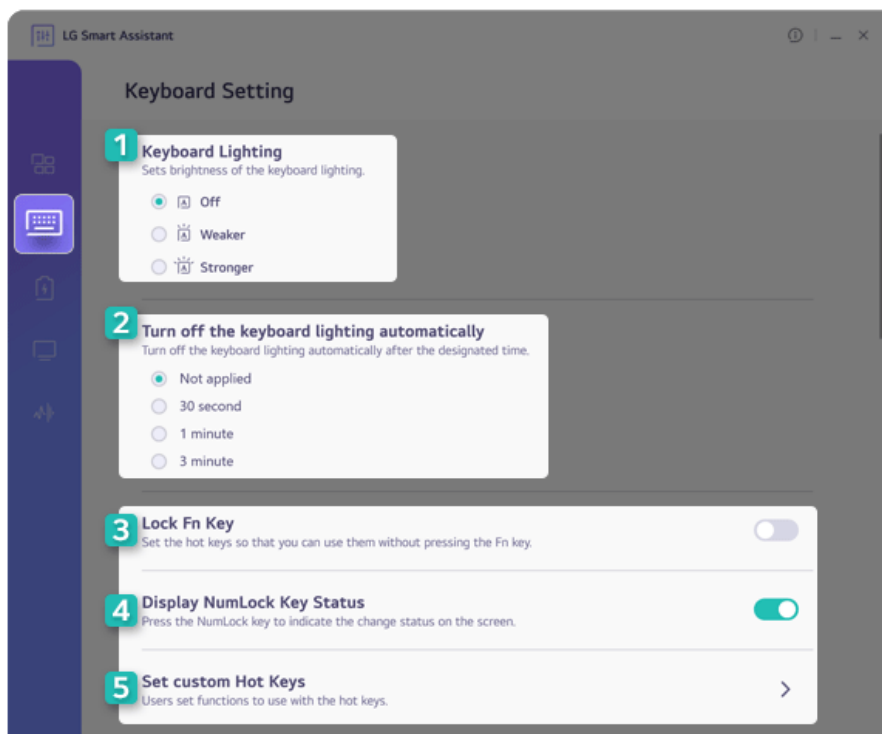 LG Smart Assistant
Keyboard Setting
1
Keyboard Lighting
Sets brightness of the keyboard lighting.
A Off
A Weaker
A Stronger
2
Turn off the keyboard lighting automatically
Turn off the keyboard lighting automatically after the designated time.
Not applied
30 second
1 minute
3 minute
3
Lock Fn Key
Set the hot keys so that you can use them without pressing the Fn key.
4
Display NumLock Key Status
Press the NumLock key to indicate the change status on the screen.
5
Set custom Hot Keys
Users set functions to use with the hot keys.